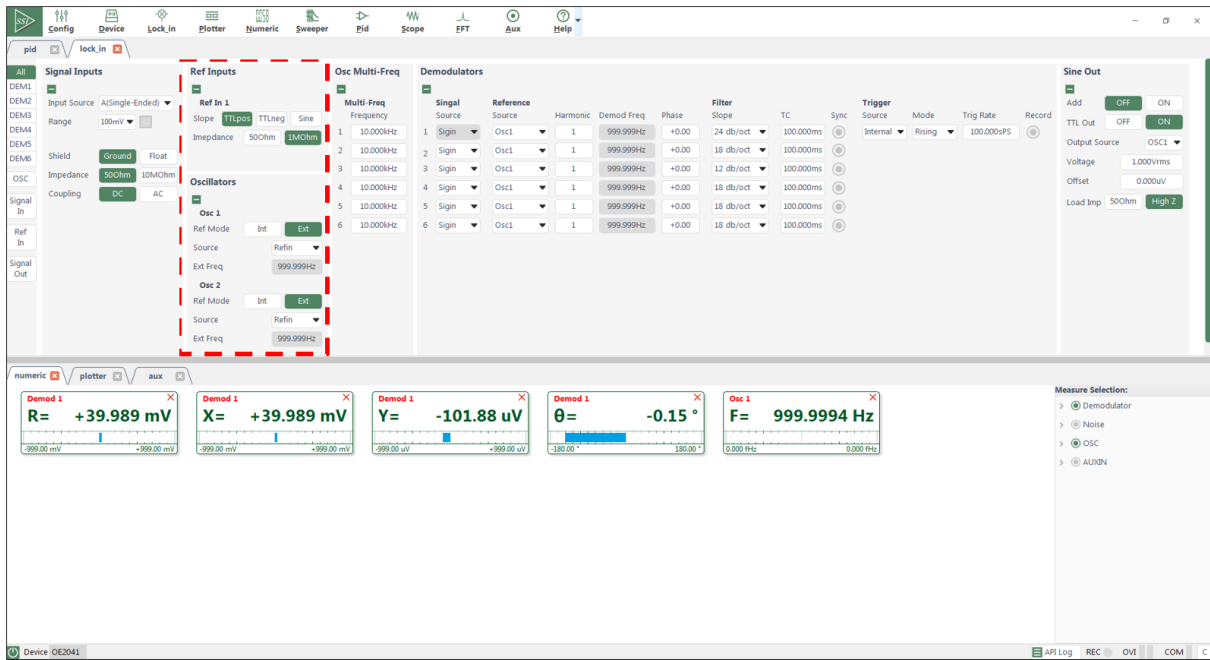 SSI Config Device Lock_in Plotter Numeric Sweeper Pid Scope FFT Aux Help
pid lock_in
All
DEM1
DEM2
DEM3
DEM4
DEM5
DEM6
OSC
Signal
In
Ref
In
Signal
Out
Signal Inputs
Input Source A(Single-Ended)
Range 100mV
Shield Ground Float
Impedance 50Ohm 10MOhm
Coupling DC AC
Ref Inputs
Ref In 1
Slope TTLpos TTLneg Sine
Imepdance 50Ohm 1MOhm
Oscillators
Osc 1
Ref Mode Int Ext
Source Refin
Ext Freq 999.999Hz
Osc 2
Ref Mode Int Ext
Source Refin
Ext Freq 999.999Hz
Osc Multi-Freq
Multi-Freq
Frequency
1 10.000kHz
2 10.000kHz
3 10.000kHz
4 10.000kHz
5 10.000kHz
6 10.000kHz
Demodulators
Singal Reference Filter Trigger
Source Source Harmonic Demod Freq Phase Slope TC Sync Source Mode Trig Rate Record
1 Sigin Osc1 1 999.999Hz +0.00 24 db/oct 100.000ms Internal Rising 100.000sPS
2 Sigin Osc1 1 999.999Hz +0.00 18 db/oct 100.000ms
3 Sigin Osc1 1 999.999Hz +0.00 12 db/oct 100.000ms
4 Sigin Osc1 1 999.999Hz +0.00 18 db/oct 100.000ms
5 Sigin Osc1 1 999.999Hz +0.00 18 db/oct 100.000ms
6 Sigin Osc1 1 999.999Hz +0.00 18 db/oct 100.000ms
Sine Out
Add OFF ON
TTL Out OFF ON
Output Source OSC1
Voltage 1.000Vrms
Offset 0.000uV
Load Imp 50Ohm High Z
numeric plotter aux
Demod 1
R= +39.989 mV
-999.00 mV +999.00 mV
Demod 1
X= +39.989 mV
-999.00 mV +999.00 mV
Demod 1
Y= -101.88 uV
-999.00 uV +999.00 uV
Demod 1
θ= -0.15 °
-180.00 ° 180.00 °
Osc 1
F= 999.9994 Hz
0.000 fHz 0.000 fHz
Measure Selection:
Demodulator
Noise
OSC
AUXIN
Device OE2041 API Log REC OVI COM C